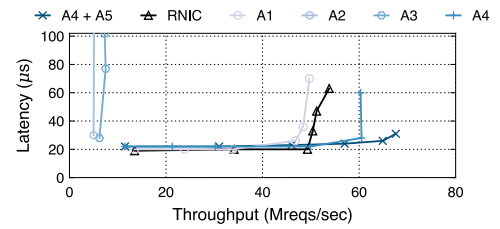 A4 + A5 RNIC A1 A2 A3 A4
100
80
60
40
20
0
Latency (μs)
0 20 40 60 80
Throughput (Mreqs/sec)